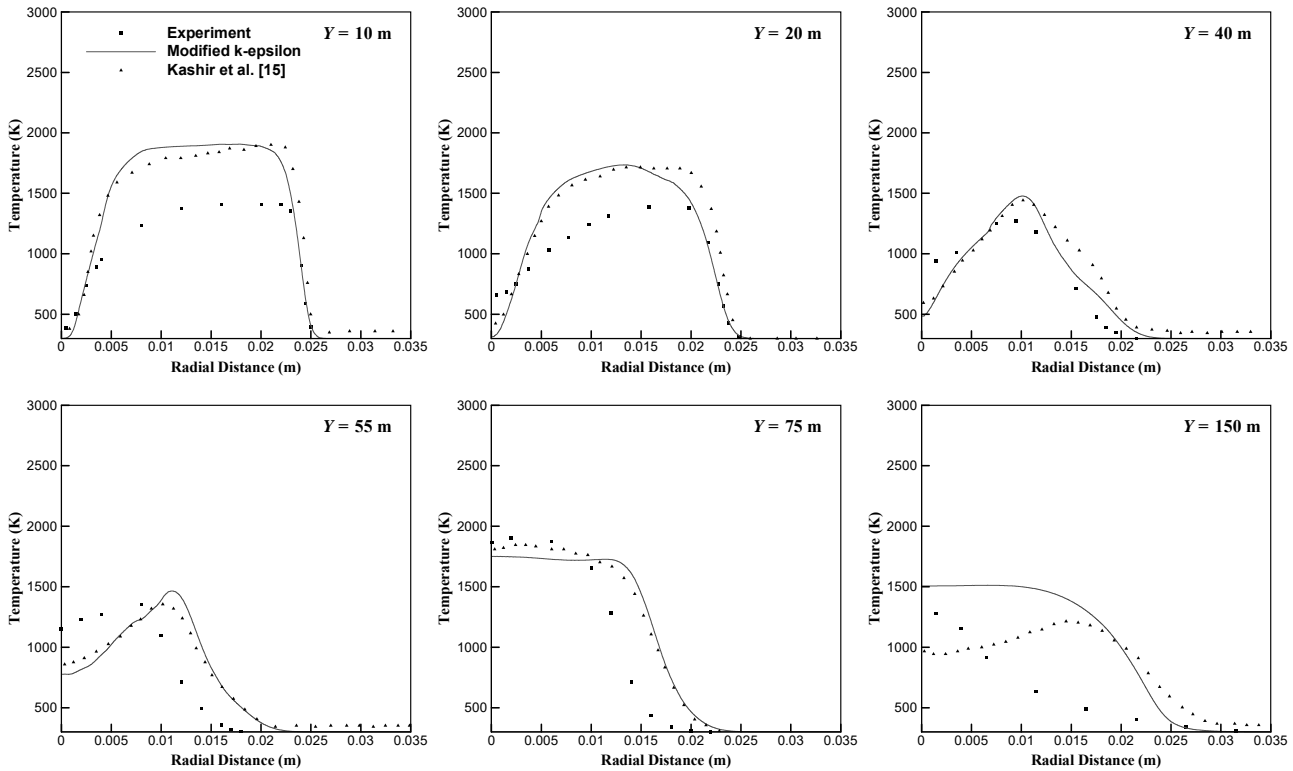 Y = 10 m
Experiment
Modified k-epsilon
Kashir et al. [15]
Temperature (K)
3000
2500
2000
1500
1000
500
0 0.005 0.01 0.015 0.02 0.025 0.03 0.035
Radial Distance (m)
Y = 20 m
Temperature (K)
3000
2500
2000
1500
1000
500
0 0.005 0.01 0.015 0.02 0.025 0.03 0.035
Radial Distance (m)
Y = 40 m
Temperature (K)
3000
2500
2000
1500
1000
500
0 0.005 0.01 0.015 0.02 0.025 0.03 0.035
Radial Distance (m)
Y = 55 m
Temperature (K)
3000
2500
2000
1500
1000
500
0 0.005 0.01 0.015 0.02 0.025 0.03 0.035
Radial Distance (m)
Y = 75 m
Temperature (K)
3000
2500
2000
1500
1000
500
0 0.005 0.01 0.015 0.02 0.025 0.03 0.035
Radial Distance (m)
Y = 150 m
Temperature (K)
3000
2500
2000
1500
1000
500
0 0.005 0.01 0.015 0.02 0.025 0.03 0.035
Radial Distance (m)